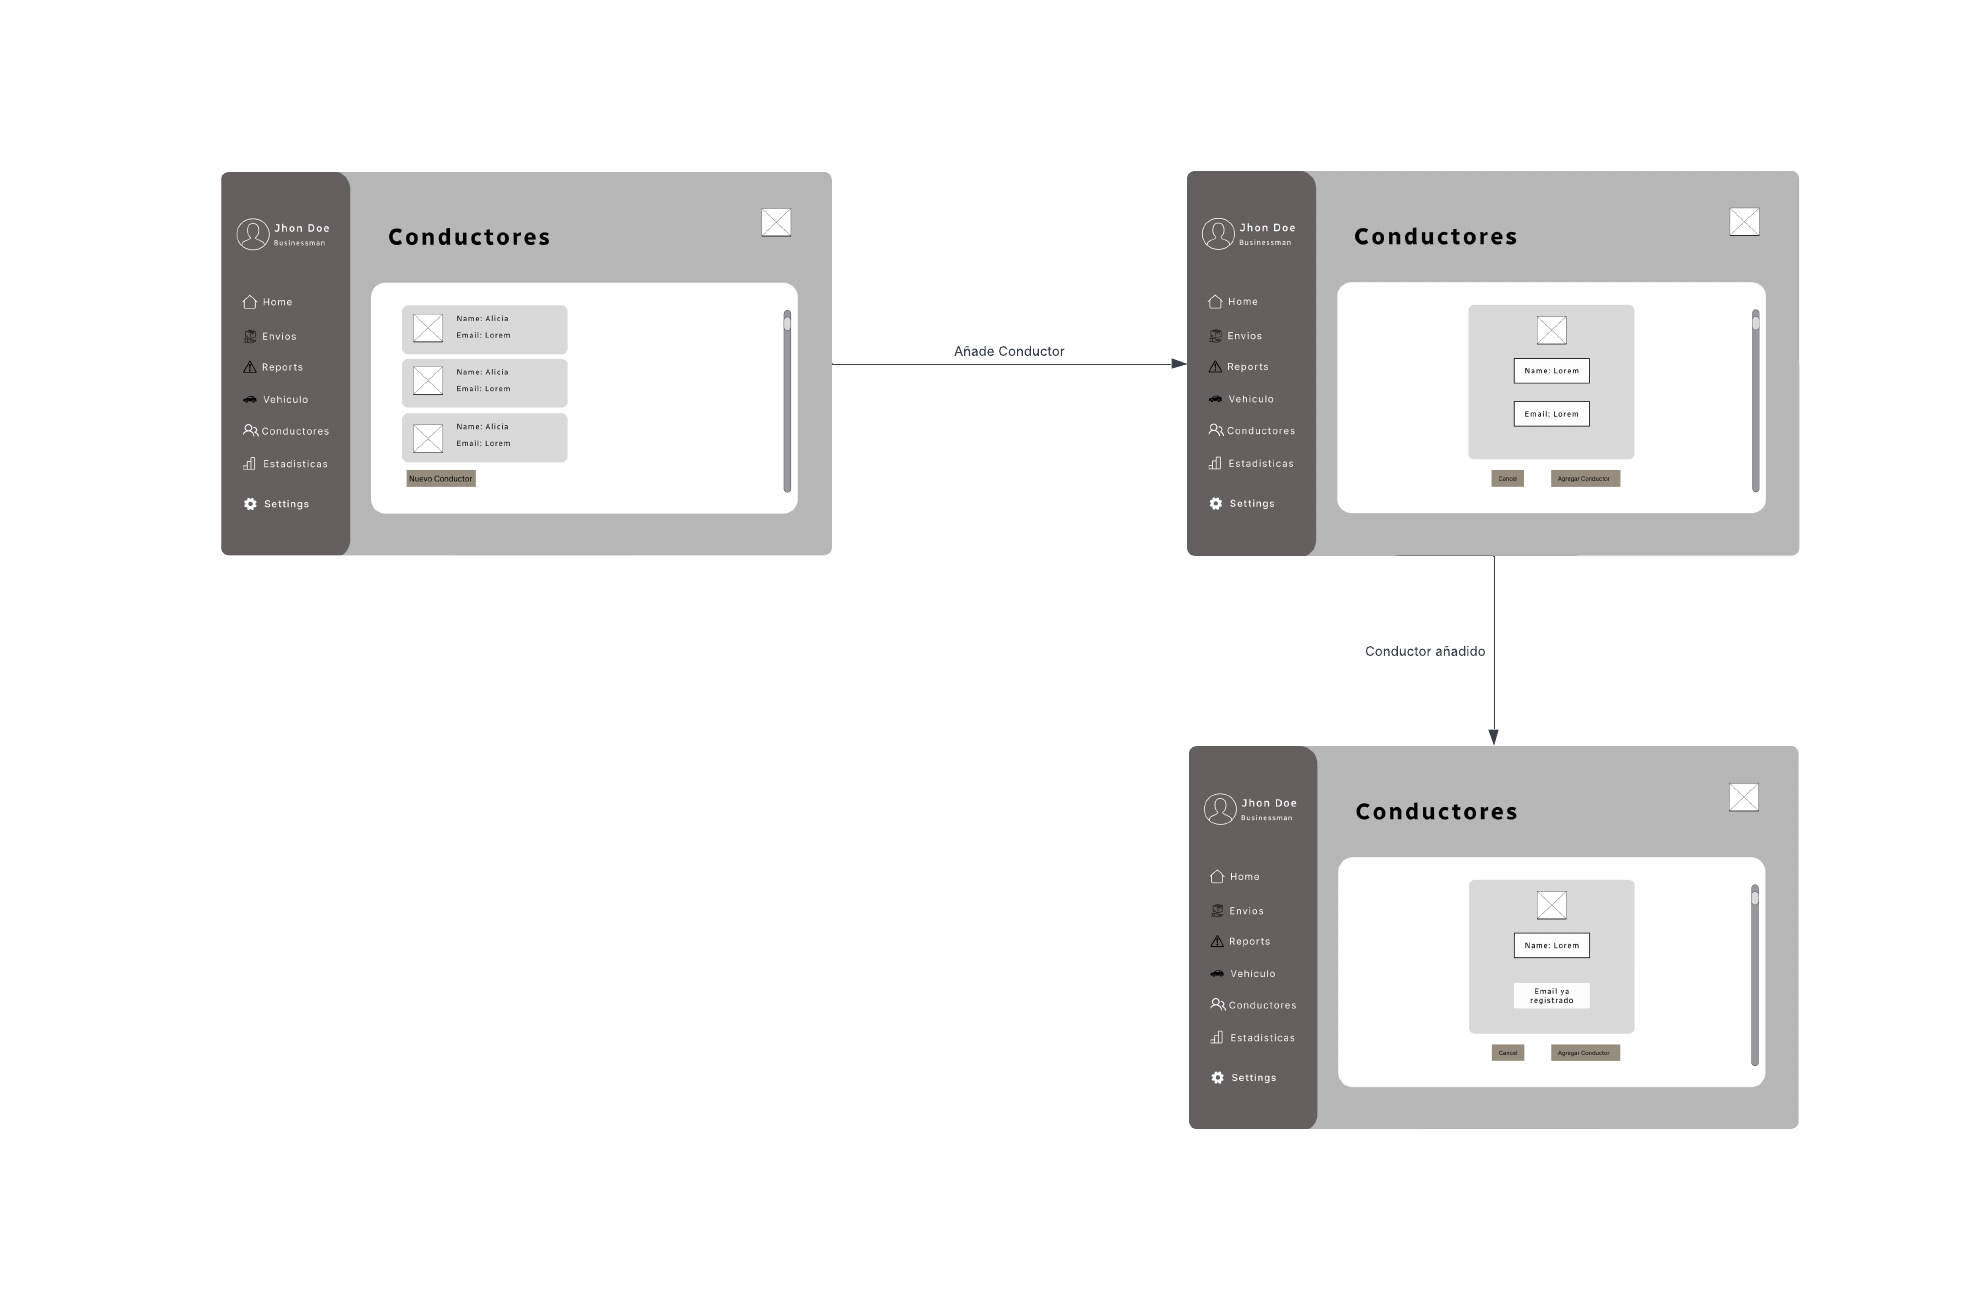 Jhon Doe
Businessman
Home
Envios
Reports
Vehiculo
Conductores
Estadisticas
Settings
Conductores
Name: Alicia
Email: Lorem
Name: Alicia
Email: Lorem
Name: Alicia
Email: Lorem
Nuevo Conductor
Añade Conductor
Jhon Doe
Businessman
Home
Envios
Reports
Vehiculo
Conductores
Estadisticas
Settings
Conductores
Name: Lorem
Email: Lorem
Cancel
Agregar Conductor
Conductor añadido
Jhon Doe
Businessman
Home
Envios
Reports
Vehiculo
Conductores
Estadisticas
Settings
Conductores
Name: Lorem
Email ya
registrado
Cancel
Agregar Conductor